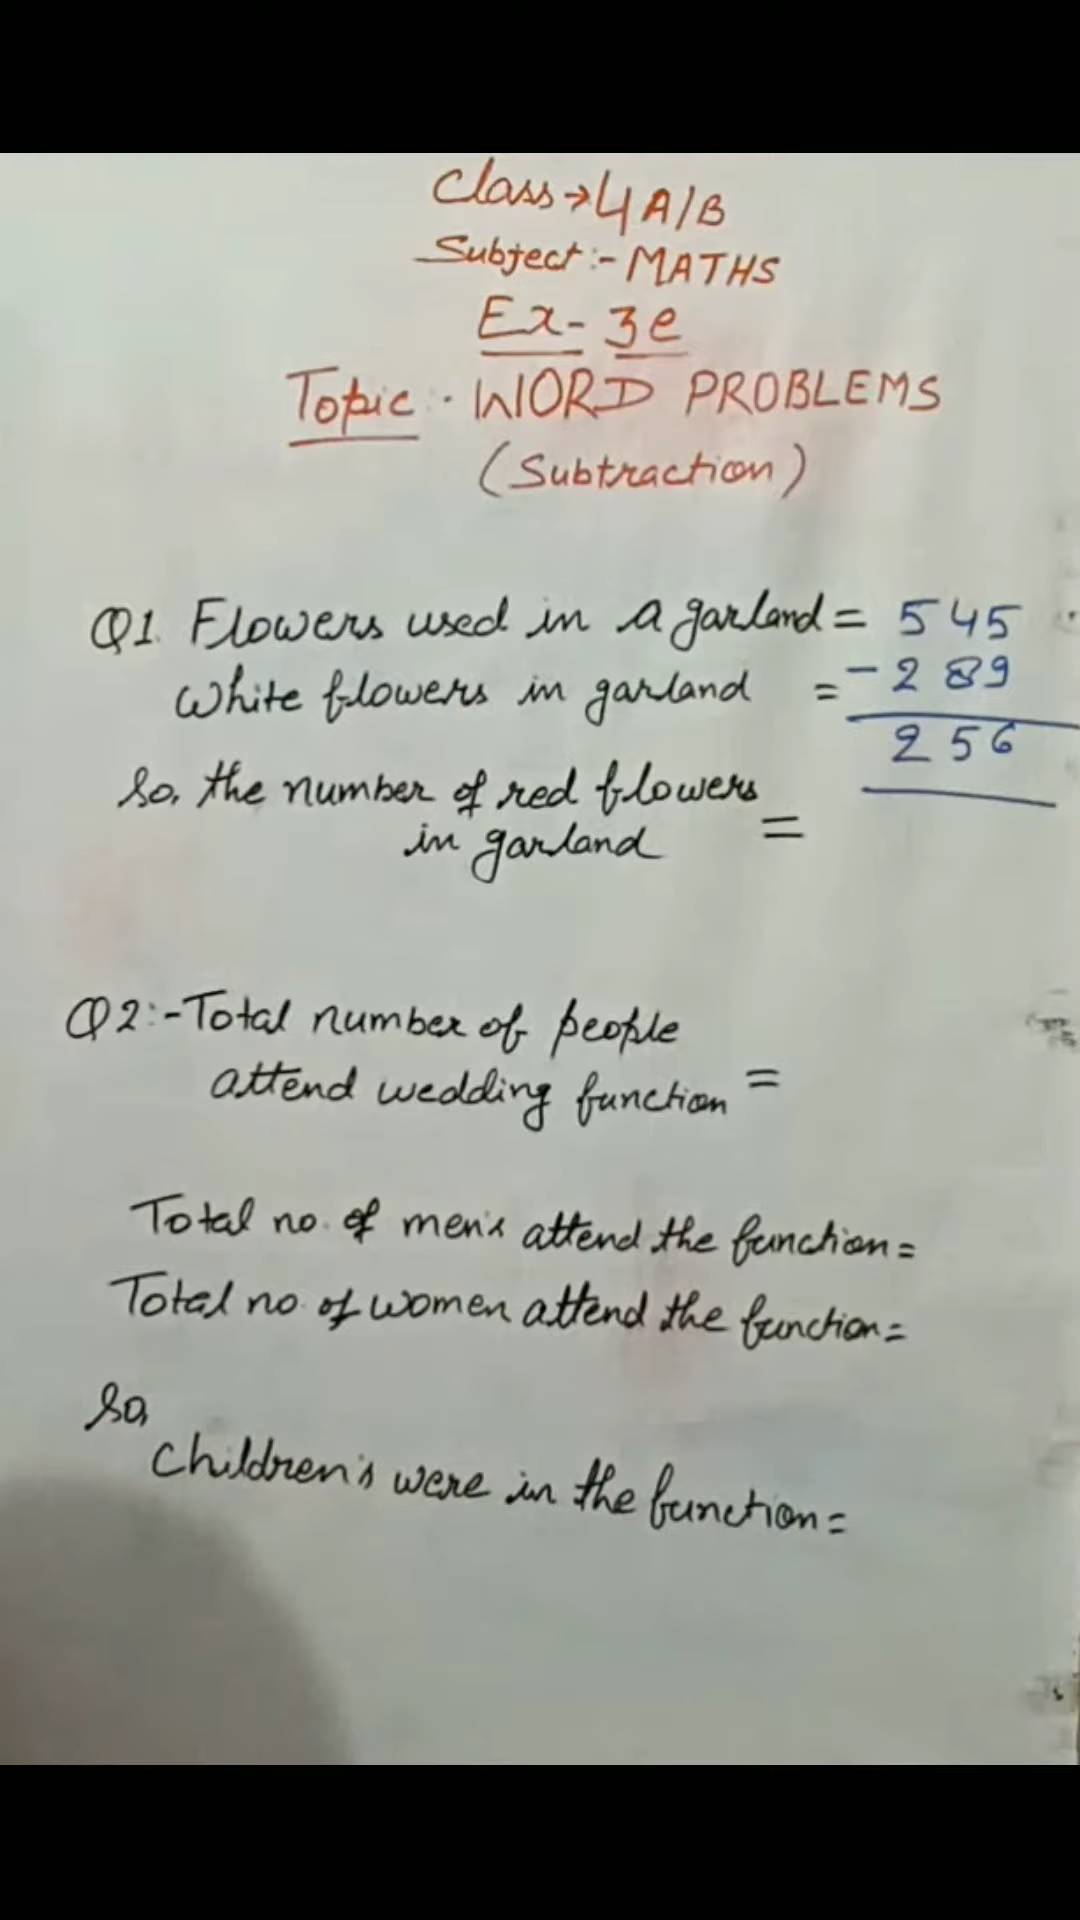 Class → 4 A/B
Subject :- MATHS
Ex- 3e
Topic · WORD PROBLEMS
(Subtraction)
Q1. Flowers used in a garland = 545
White flowers in garland = - 289
256
So, the number of red flowers
in garland =
Q2:- Total number of people
attend wedding function =
Total no. of men's attend the function =
Total no. of women attend the function =
So,
Children's were in the function =